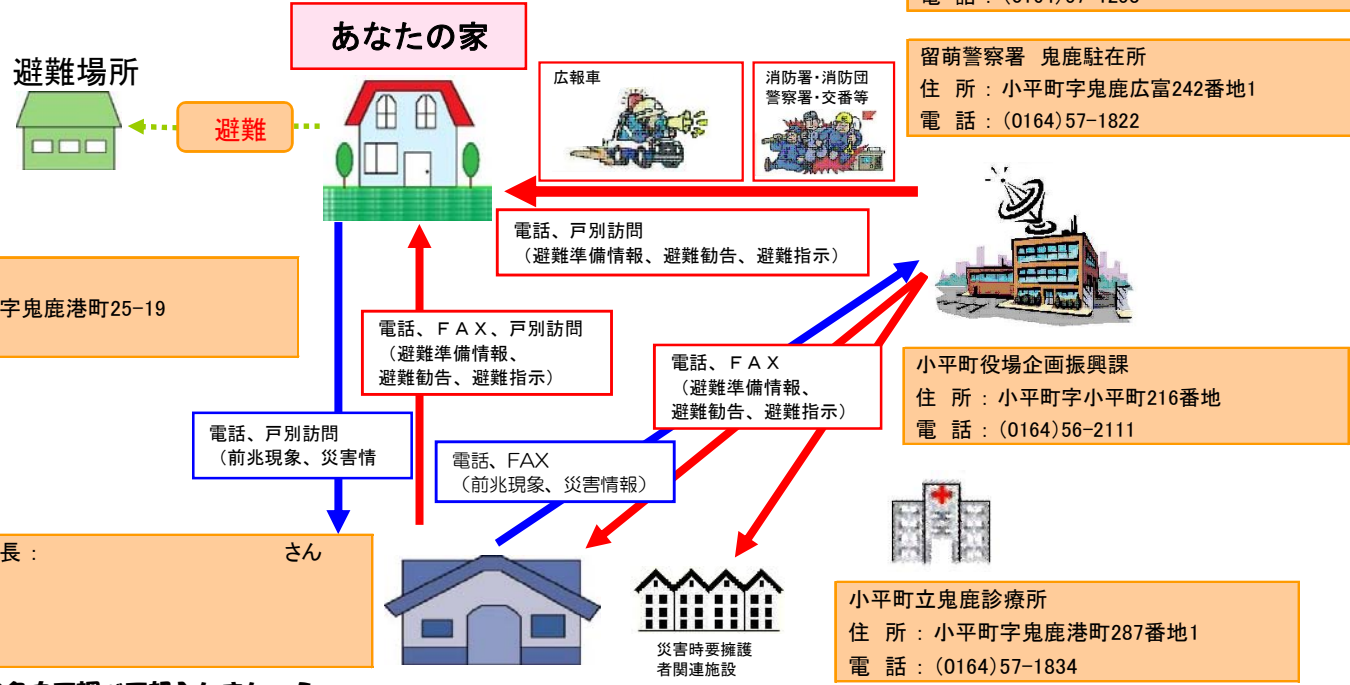 電 話：(0164)57-1298
あなたの家
避難場所
避難
広報車
消防署・消防団
警察署・交番等
留萌警察署 鬼鹿駐在所
住 所：小平町字鬼鹿広富242番地1
電 話：(0164)57-1822
電話、戸別訪問
（避難準備情報、避難勧告、避難指示）
字鬼鹿港町25-19
電話、ＦＡＸ、戸別訪問
（避難準備情報、
避難勧告、避難指示）
電話、ＦＡＸ
（避難準備情報、
避難勧告、避難指示）
小平町役場企画振興課
住 所：小平町字小平町216番地
電 話：(0164)56-2111
電話、戸別訪問
（前兆現象、災害情
電話、FAX
（前兆現象、災害情報）
長：
さん
災害時要擁護
者関連施設
小平町立鬼鹿診療所
住 所：小平町字鬼鹿港町287番地1
電 話：(0164)57-1834